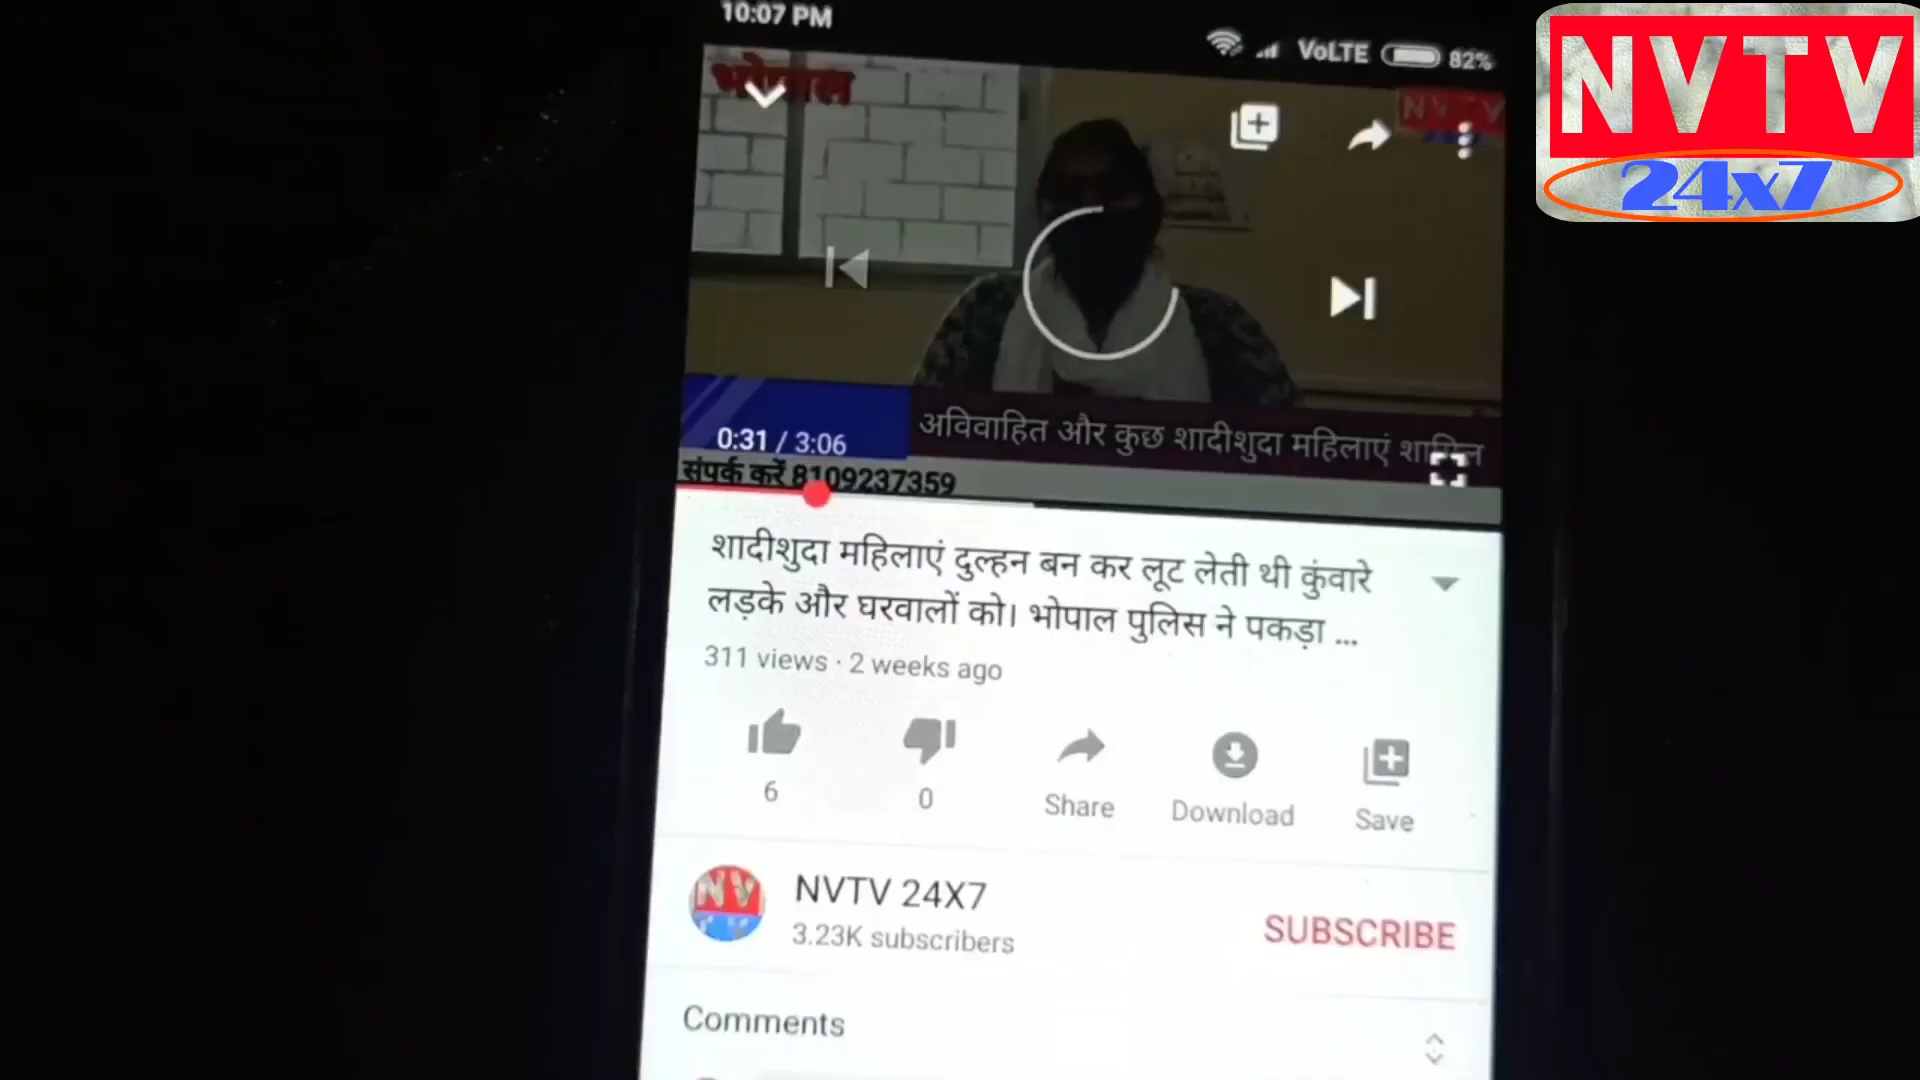 10:07 PM
VoLTE 82%
NVTV
24x7
भोपाल
NVTV
अविवाहित और कुछ शादीशुदा महिलाएं शामिल
0:31 / 3:06
संपर्क करें 8109237359
शादीशुदा महिलाएं दुल्हन बन कर लूट लेती थी कुंवारे
लड़के और घरवालों को। भोपाल पुलिस ने पकड़ा ...
311 views · 2 weeks ago
6
0
Share
Download
Save
NV
NVTV 24X7
3.23K subscribers
SUBSCRIBE
Comments